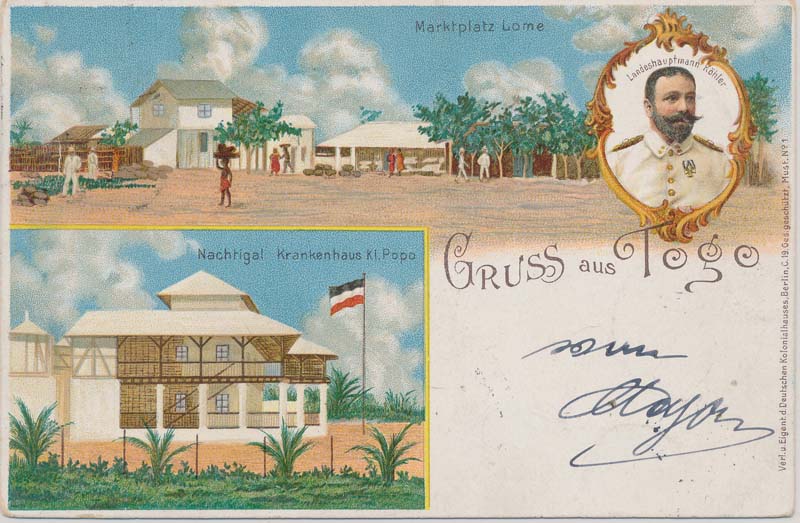 Marktplatz Lome
Landeshauptmann Köhler
Nachtigal Krankenhaus Kl. Popo
GRUSS aus Togo
Verl. u. Eigent. d. Deutschen Kolonialhauses, Berlin, C. 19. Ges. geschützt, Must. No 1.